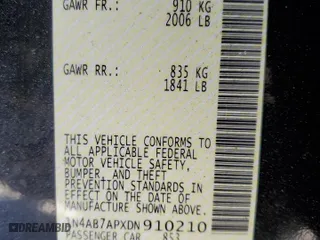 GAWR FR.: 910 KG
2006 LB
GAWR RR.: 835 KG
1841 LB
THIS VEHICLE CONFORMS TO
ALL APPLICABLE FEDERAL
MOTOR VEHICLE SAFETY,
BUMPER, AND THEFT
PREVENTION STANDARDS IN
EFFECT ON THE DATE OF
MANUFACTURE SHOWN ABOVE.
1N4AB7APXDN910210
PASSENGER CAR 853
DREAMBID